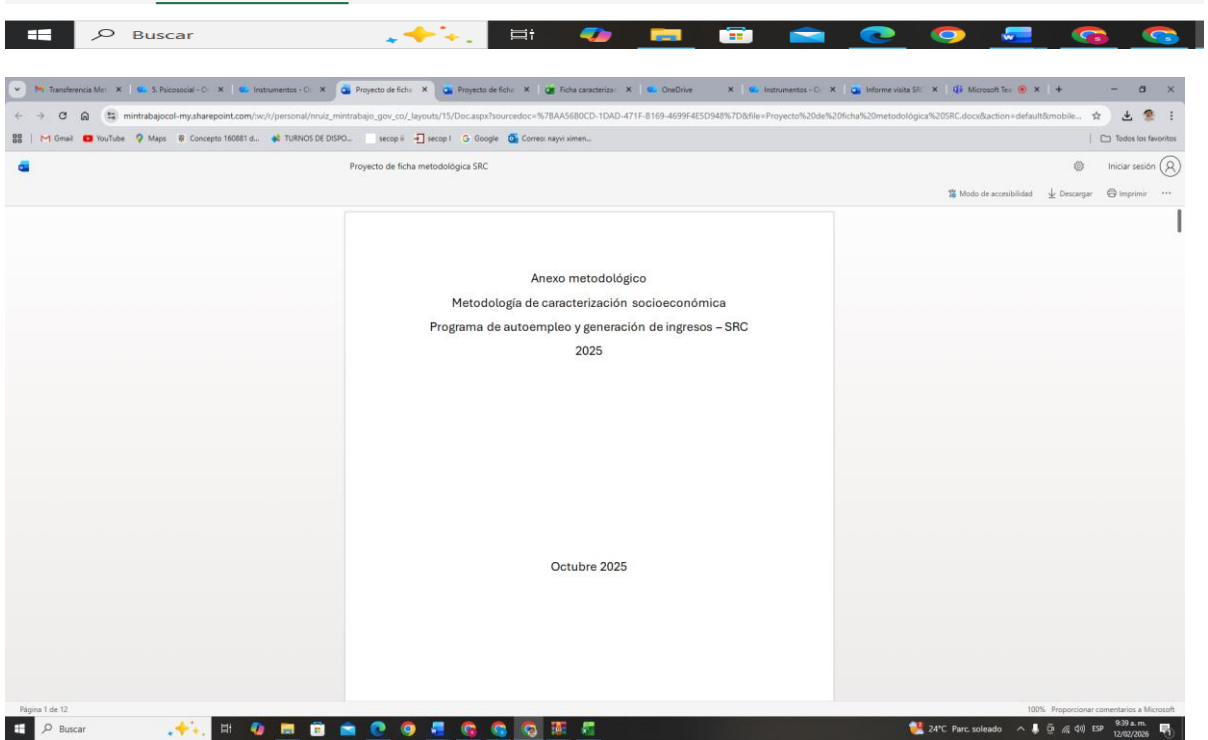 Buscar
Transferencia Me
S. Psicosocial - O
Instrumentos - O
Proyecto de ficha
Proyecto de ficha
Ficha caracteriza
OneDrive
Instrumentos - O
Informe visita SR
Microsoft Tea
mintrabajocol-my.sharepoint.com/:w:/r/personal/nruiz_mintrabajo_gov_co/_layouts/15/Doc.aspx?sourcedoc=%7BAA5680CD-1DAD-471F-8169-4699F4E5D948%7D&file=Proyecto%20de%20ficha%20metodológica%20SRC.docx&action=default&mobile...
Gmail YouTube Maps Concepto 160881 d... TURNOS DE DISPO... secop ii secop I Google Correo: nayvi ximen...
Todos los favoritos
Proyecto de ficha metodológica SRC
Iniciar sesión
Modo de accesibilidad Descargar Imprimir ...
Anexo metodológico
Metodología de caracterización socioeconómica
Programa de autoempleo y generación de ingresos – SRC
2025
Octubre 2025
Página 1 de 12
100% Proporcionar comentarios a Microsoft
Buscar
24°C Parc. soleado ESP 9:39 a. m.
12/02/2026